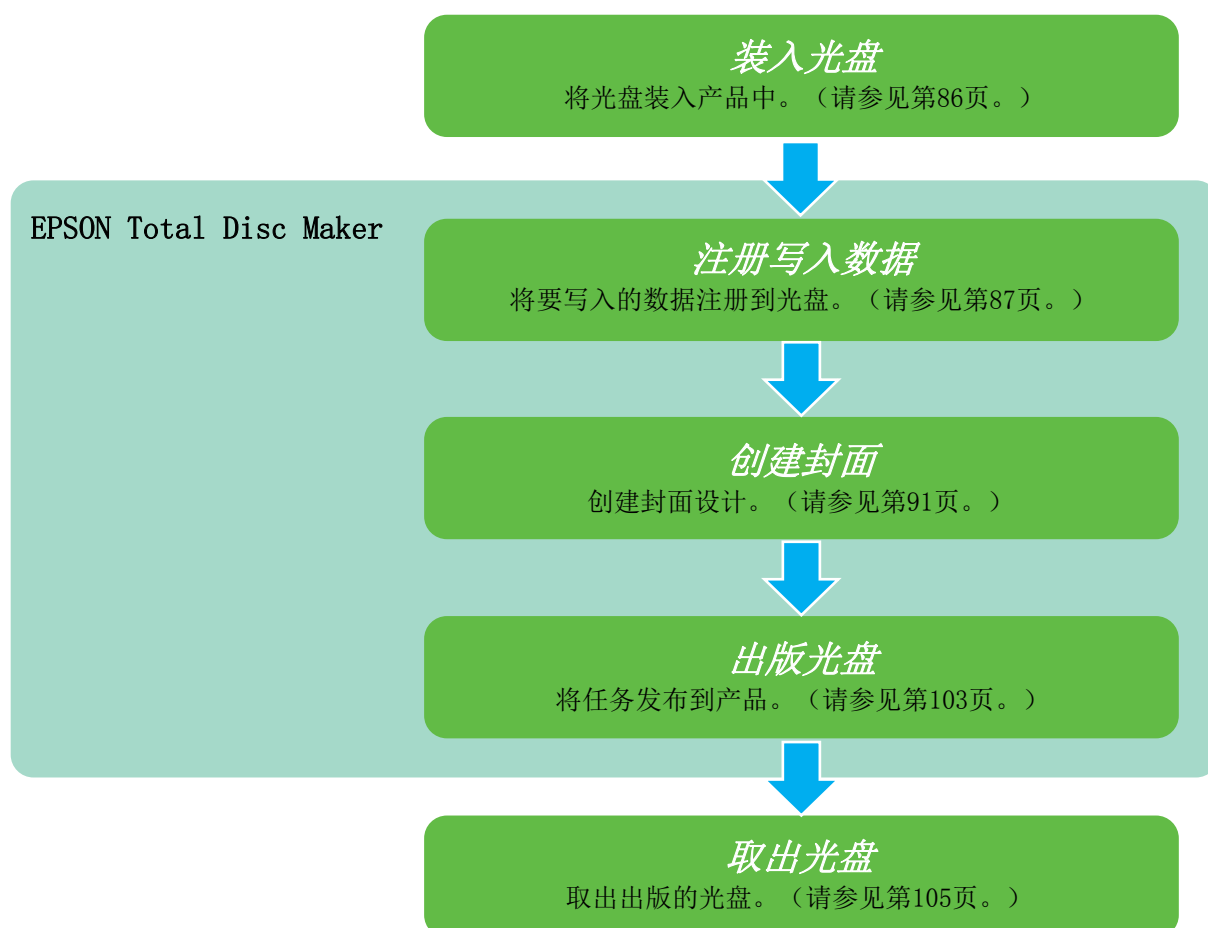 装入光盘
将光盘装入产品中。（请参见第86页。）
EPSON Total Disc Maker
注册写入数据
将要写入的数据注册到光盘。（请参见第87页。）
创建封面
创建封面设计。（请参见第91页。）
出版光盘
将任务发布到产品。（请参见第103页。）
取出光盘
取出出版的光盘。（请参见第105页。）